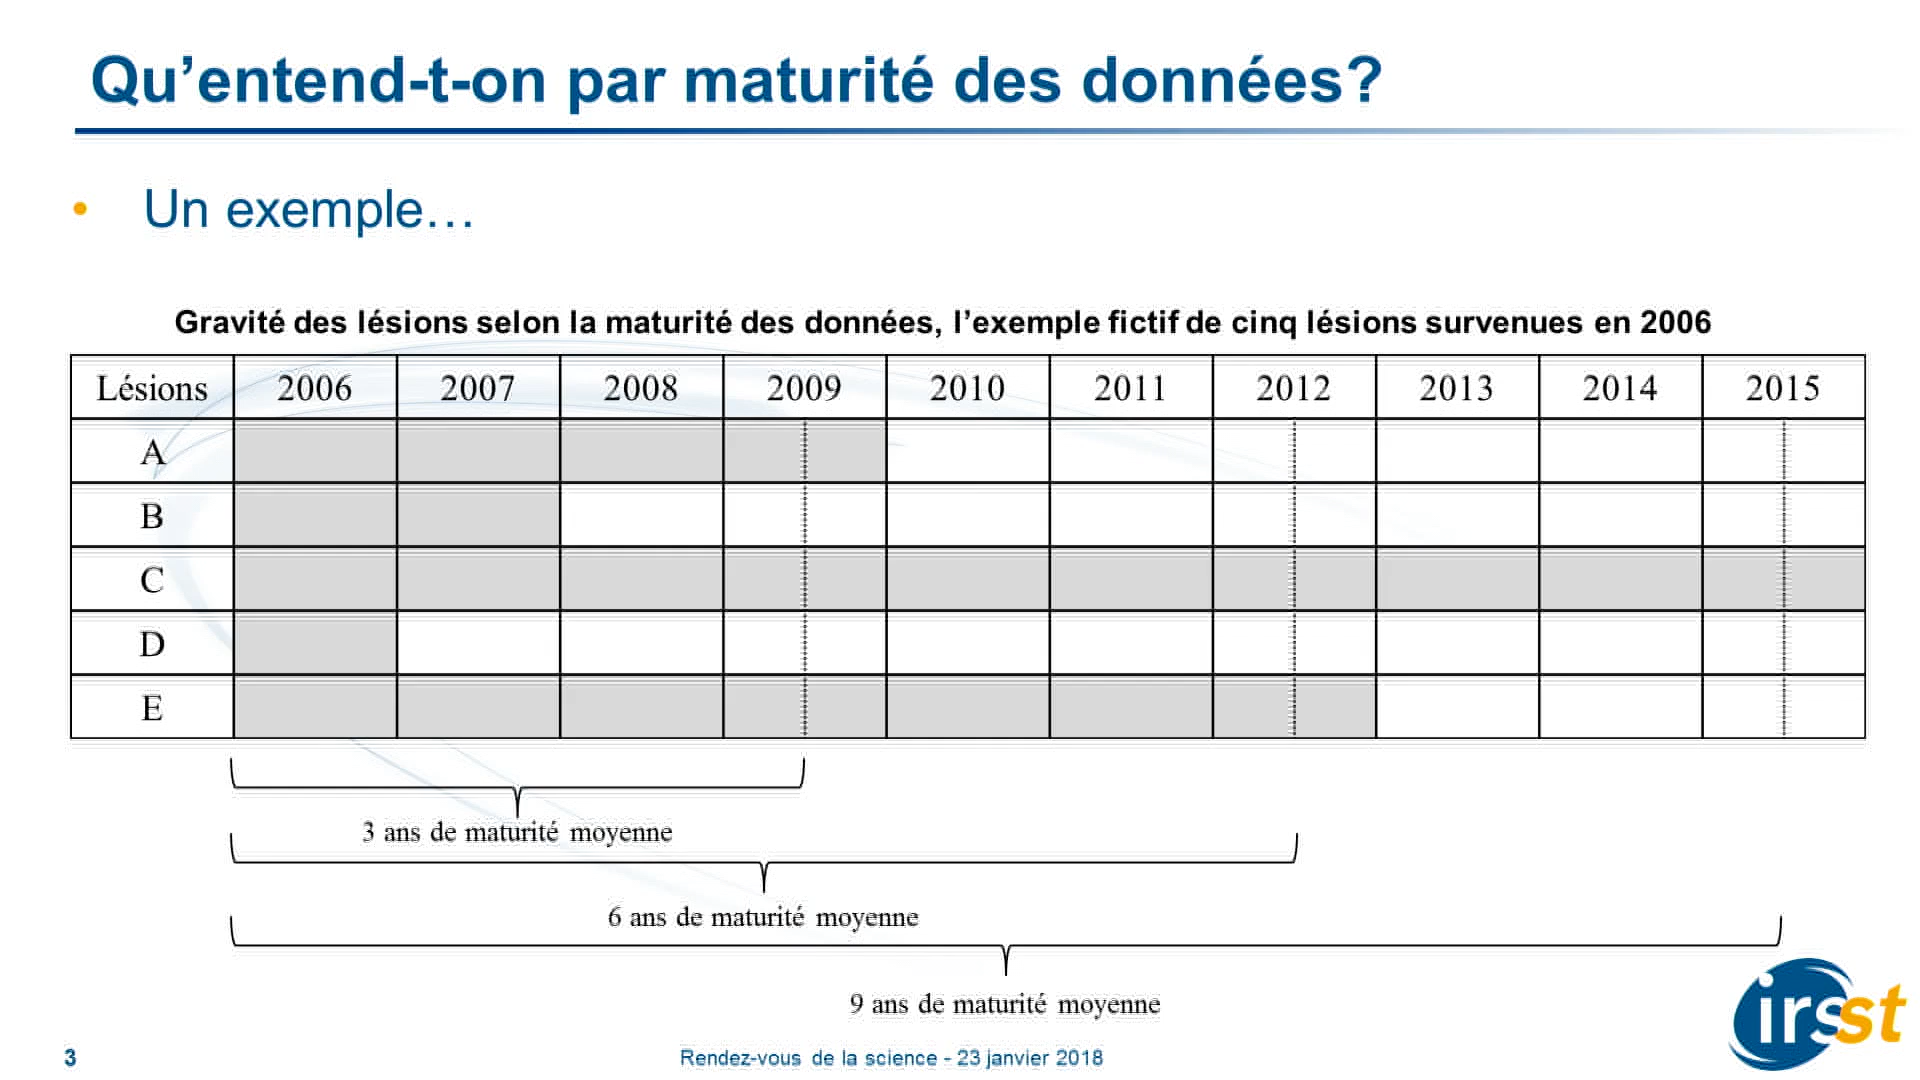 Qu’entend-t-on par maturité des données?
• Un exemple…
Gravité des lésions selon la maturité des données, l’exemple fictif de cinq lésions survenues en 2006
Lésions 2006 2007 2008 2009 2010 2011 2012 2013 2014 2015
A
B
C
D
E
3 ans de maturité moyenne
6 ans de maturité moyenne
9 ans de maturité moyenne
irsst
3 Rendez-vous de la science - 23 janvier 2018